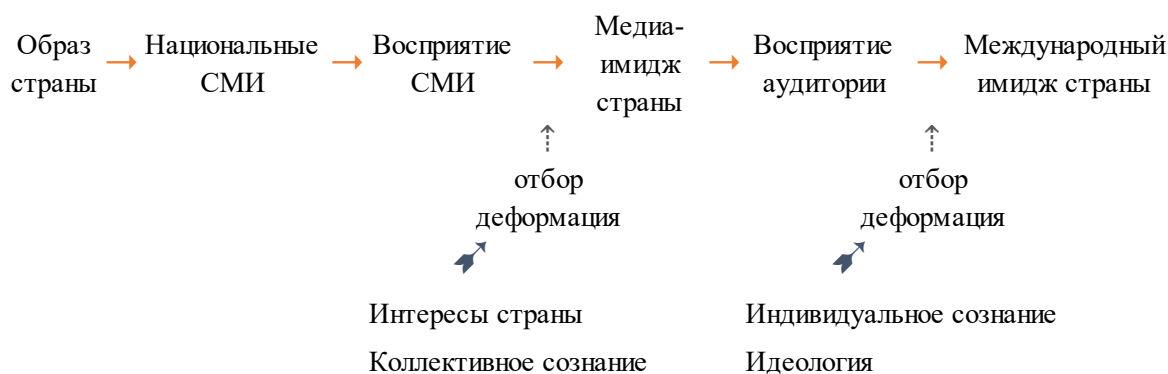 Образ страны
Национальные СМИ
Восприятие СМИ
Медиа-имидж страны
Восприятие аудитории
Международный имидж страны
отбор
деформация
отбор
деформация
Интересы страны
Коллективное сознание
Индивидуальное сознание
Идеология